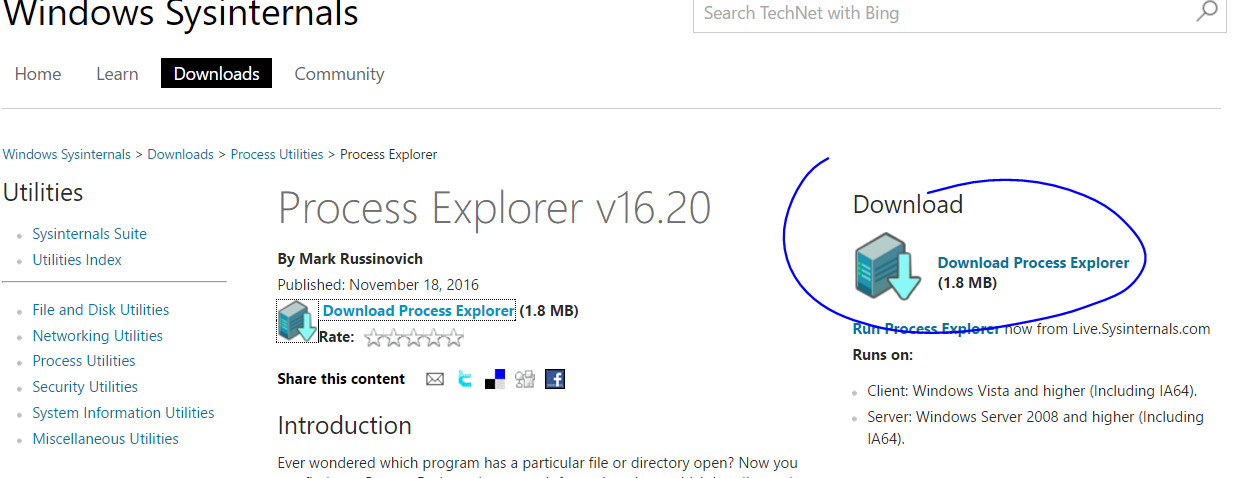 Windows Sysinternals
Search TechNet with Bing
Home Learn Downloads Community
Windows Sysinternals > Downloads > Process Utilities > Process Explorer
Utilities
Sysinternals Suite
Utilities Index
File and Disk Utilities
Networking Utilities
Process Utilities
Security Utilities
System Information Utilities
Miscellaneous Utilities
Process Explorer v16.20
By Mark Russinovich
Published: November 18, 2016
Download Process Explorer (1.8 MB)
Rate:
Share this content
Introduction
Ever wondered which program has a particular file or directory open? Now you
Download
Download Process Explorer
(1.8 MB)
Run Process Explorer now from Live.Sysinternals.com
Runs on:
Client: Windows Vista and higher (Including IA64).
Server: Windows Server 2008 and higher (Including
IA64).